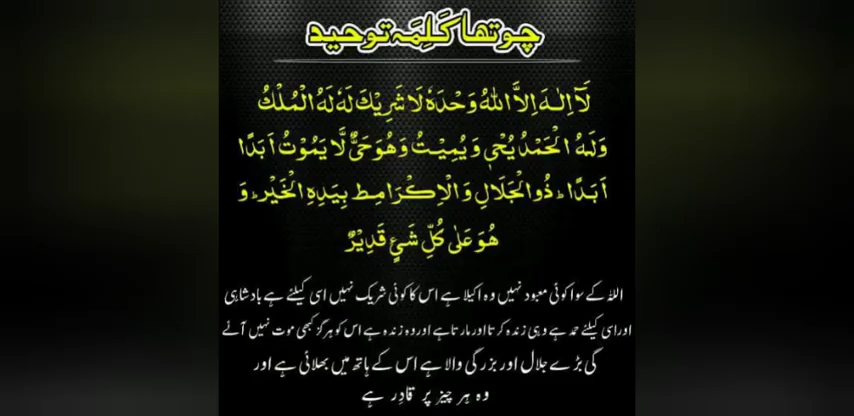 چوتھا کَلِمَہ توحید
لَآ اِلٰهَ اِلَّا اللّٰهُ وَحْدَهٗ لَا شَرِيْكَ لَهٗ لَهُ الْمُلْكُ
وَلَهُ الْحَمْدُ يُحْيٖ وَيُمِيْتُ وَهُوَ حَيٌّ لَّا يَمُوْتُ اَبَدًا
اَبَدًا ؕ ذُو الْجَلَالِ وَالْاِكْرَامِ ؕ بِيَدِهِ الْخَيْرُ ؕ وَ
هُوَ عَلٰى كُلِّ شَیْءٍ قَدِيْرٌ
اللہ کے سوا کوئی معبود نہیں وہ اکیلا ہے اس کا کوئی شریک نہیں اسی کیلئے ہے بادشاہی
اور اسی کیلئے حمد ہے وہی زندہ کرتا اور مارتا ہے اور وہ زندہ ہے اس کو ہرگز کبھی موت نہیں آئے
گی بڑے جلال اور بزرگی والا ہے اس کے ہاتھ میں بھلائی ہے اور
وہ ہر چیز پر قادِر ہے